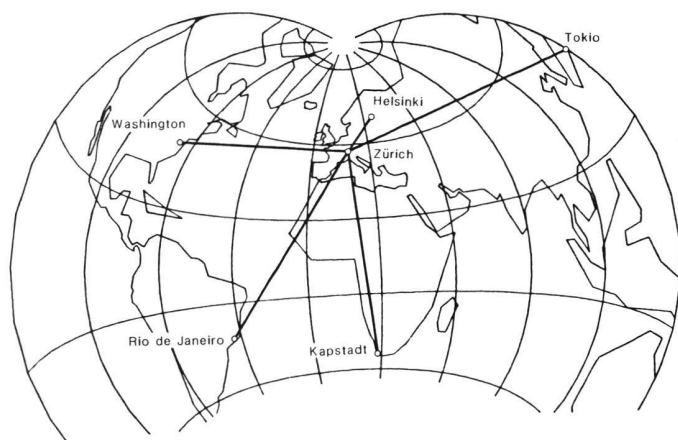 Tokio
Helsinki
Washington
Zürich
Rio de Janeiro
Kapstadt